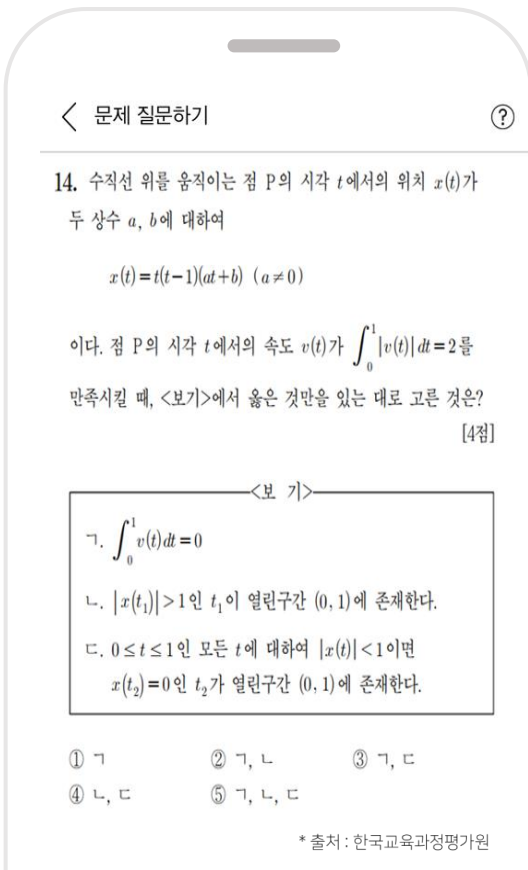 문제 질문하기
?
14. 수직선 위를 움직이는 점 P의 시각 t에서의 위치 x(t)가
두 상수 a, b에 대하여
x(t)=t(t-1)(at+b) (a≠0)
이다. 점 P의 시각 t에서의 속도 v(t)가 ∫₀¹|v(t)|dt=2를
만족시킬 때, <보기>에서 옳은 것만을 있는 대로 고른 것은?
[4점]
<보 기>
ㄱ. ∫₀¹v(t)dt=0
ㄴ. |x(t₁)|>1인 t₁이 열린구간 (0, 1)에 존재한다.
ㄷ. 0≤t≤1인 모든 t에 대하여 |x(t)|<1이면
x(t₂)=0인 t₂가 열린구간 (0, 1)에 존재한다.
① ㄱ ② ㄱ, ㄴ ③ ㄱ, ㄷ
④ ㄴ, ㄷ ⑤ ㄱ, ㄴ, ㄷ
* 출처 : 한국교육과정평가원